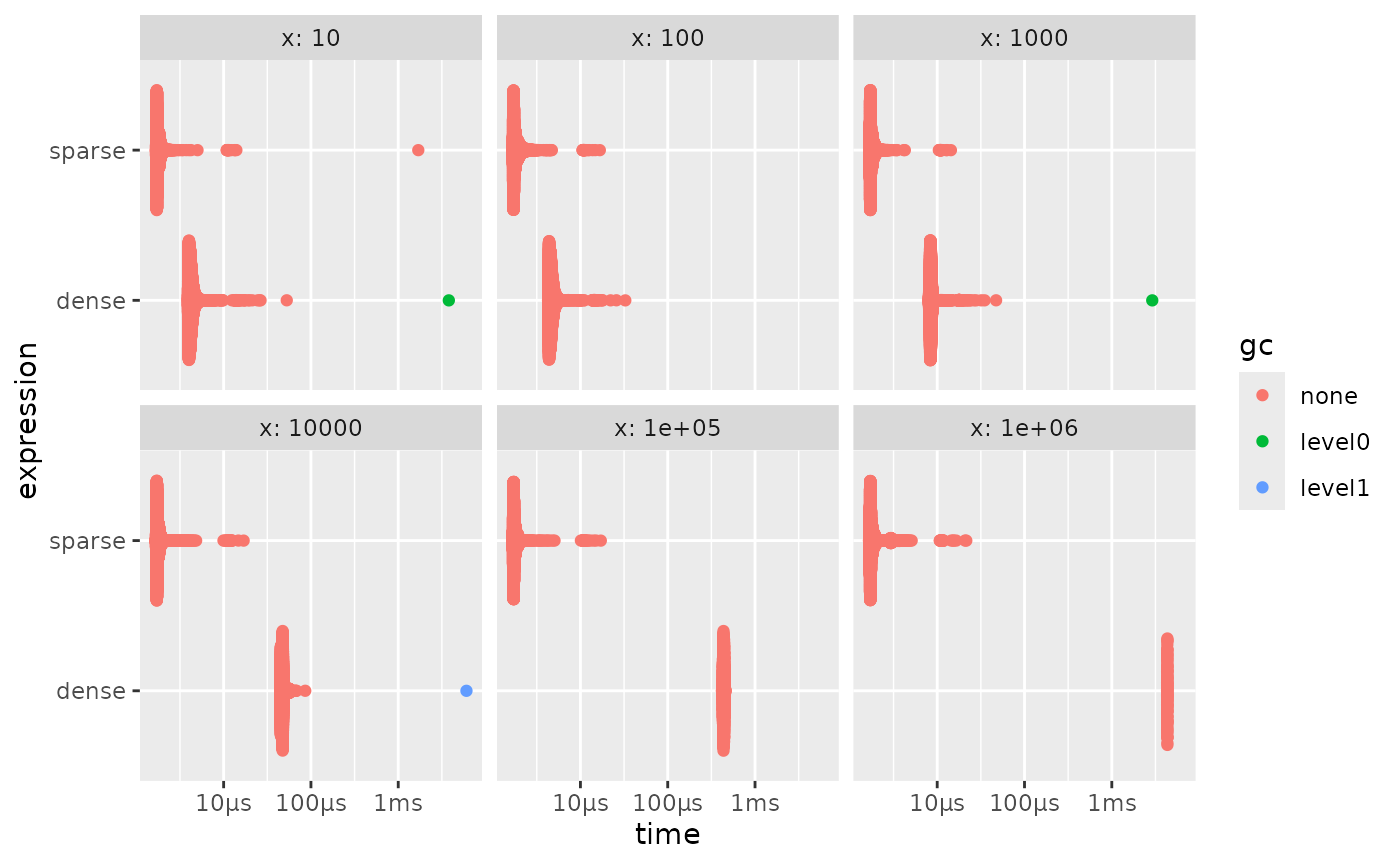 x: 10
x: 100
x: 1000
sparse
dense
x: 10000
x: 1e+05
x: 1e+06
sparse
dense
10µs
100µs
1ms
10µs
100µs
1ms
10µs
100µs
1ms
time
expression
gc
none
level0
level1